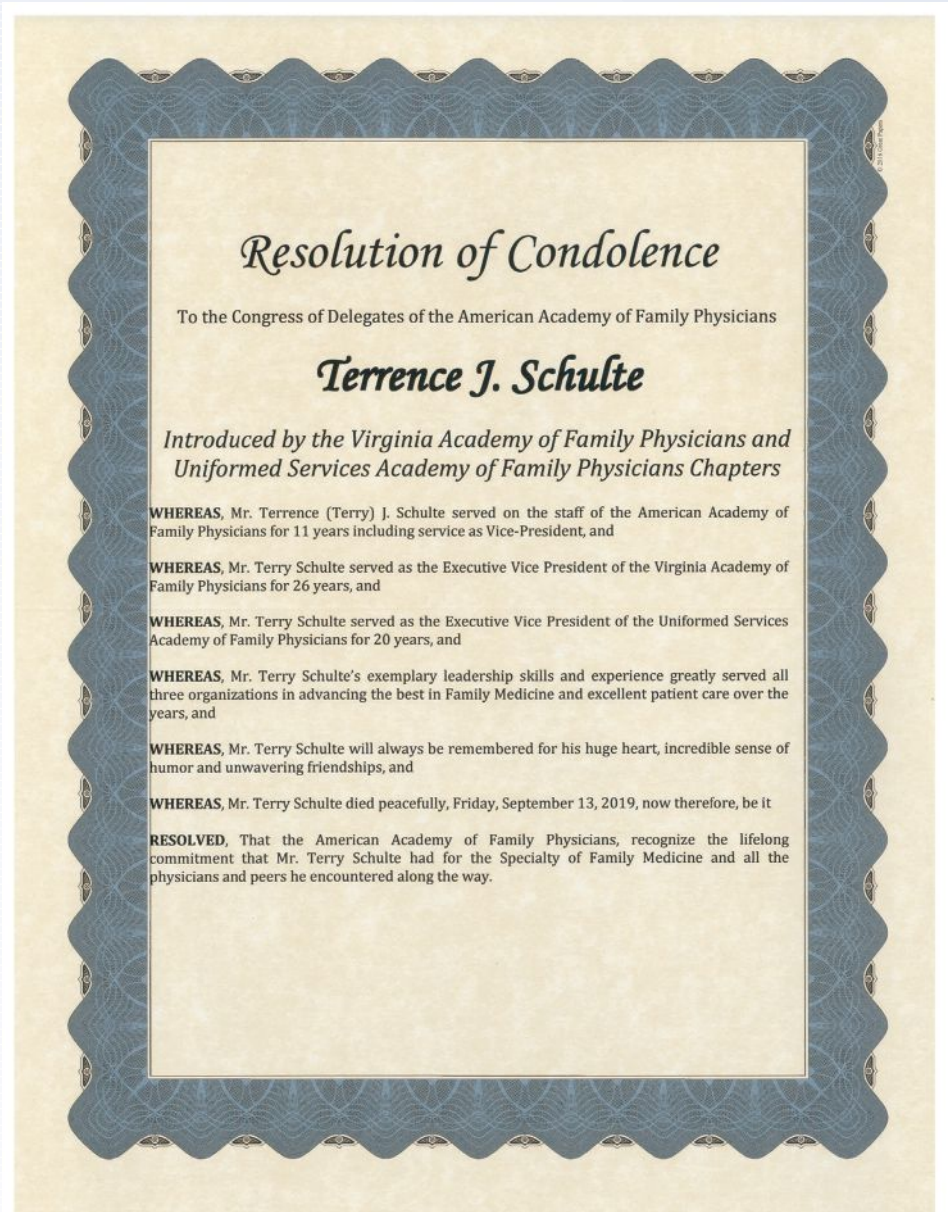 Resolution of Condolence
To the Congress of Delegates of the American Academy of Family Physicians
Terrence J. Schulte
Introduced by the Virginia Academy of Family Physicians and
Uniformed Services Academy of Family Physicians Chapters
WHEREAS, Mr. Terrence (Terry) J. Schulte served on the staff of the American Academy of
Family Physicians for 11 years including service as Vice-President, and
WHEREAS, Mr. Terry Schulte served as the Executive Vice President of the Virginia Academy of
Family Physicians for 26 years, and
WHEREAS, Mr. Terry Schulte served as the Executive Vice President of the Uniformed Services
Academy of Family Physicians for 20 years, and
WHEREAS, Mr. Terry Schulte's exemplary leadership skills and experience greatly served all
three organizations in advancing the best in Family Medicine and excellent patient care over the
years, and
WHEREAS, Mr. Terry Schulte will always be remembered for his huge heart, incredible sense of
humor and unwavering friendships, and
WHEREAS, Mr. Terry Schulte died peacefully, Friday, September 13, 2019, now therefore, be it
RESOLVED, That the American Academy of Family Physicians, recognize the lifelong
commitment that Mr. Terry Schulte had for the Specialty of Family Medicine and all the
physicians and peers he encountered along the way.